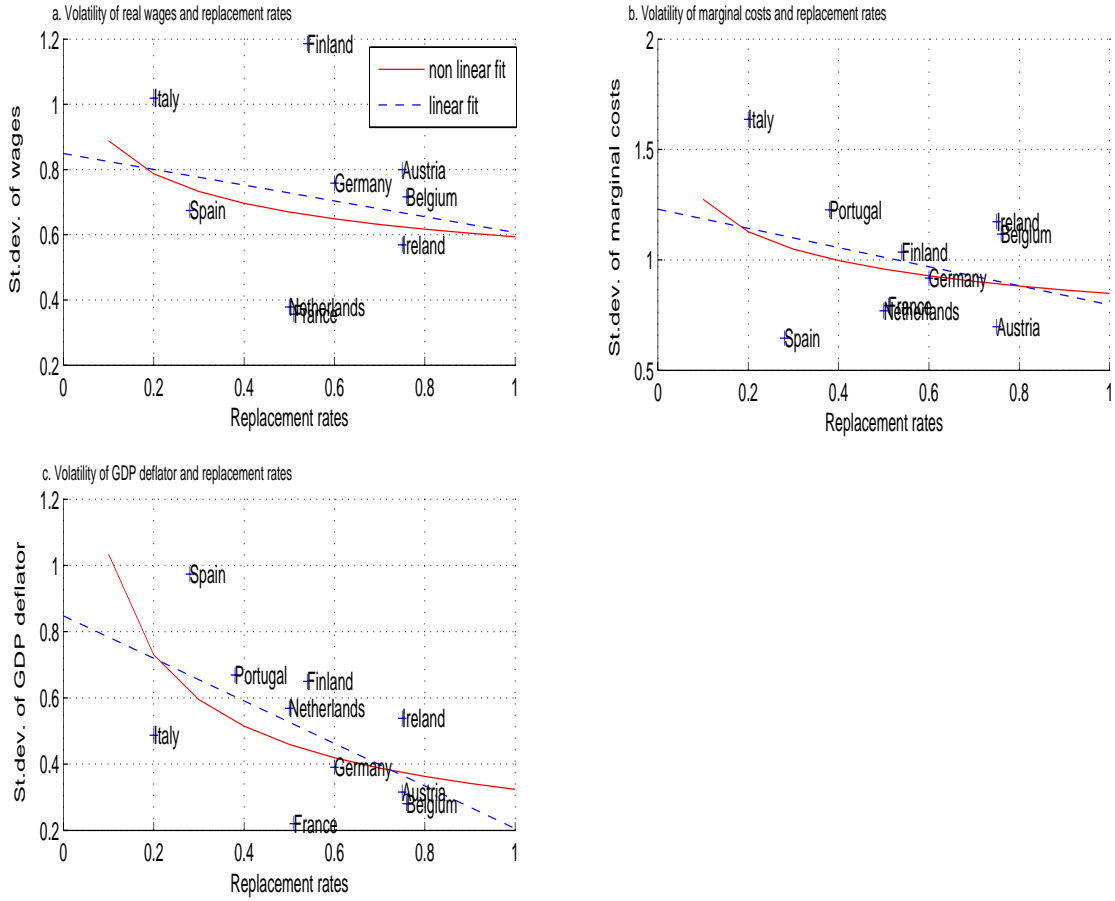 a. Volatility of real wages and replacement rates
1.2
1
0.8
0.6
0.4
0.2
St.dev. of wages
Finland
Italy
non linear fit
linear fit
Austria
Germany
Belgium
Spain
Ireland
Netherlands
France
0
0.2
0.4
0.6
0.8
1
Replacement rates
b. Volatility of marginal costs and replacement rates
2
1.5
1
0.5
St.dev. of marginal costs
Italy
Portugal
Ireland
Belgium
Finland
Germany
France
Netherlands
Austria
Spain
0
0.2
0.4
0.6
0.8
1
Replacement rates
c. Volatility of GDP deflator and replacement rates
1.2
1
0.8
0.6
0.4
0.2
St.dev. of GDP deflator
Spain
Portugal
Finland
Netherlands
Ireland
Italy
Germany
Austria
Belgium
France
0
0.2
0.4
0.6
0.8
1
Replacement rates